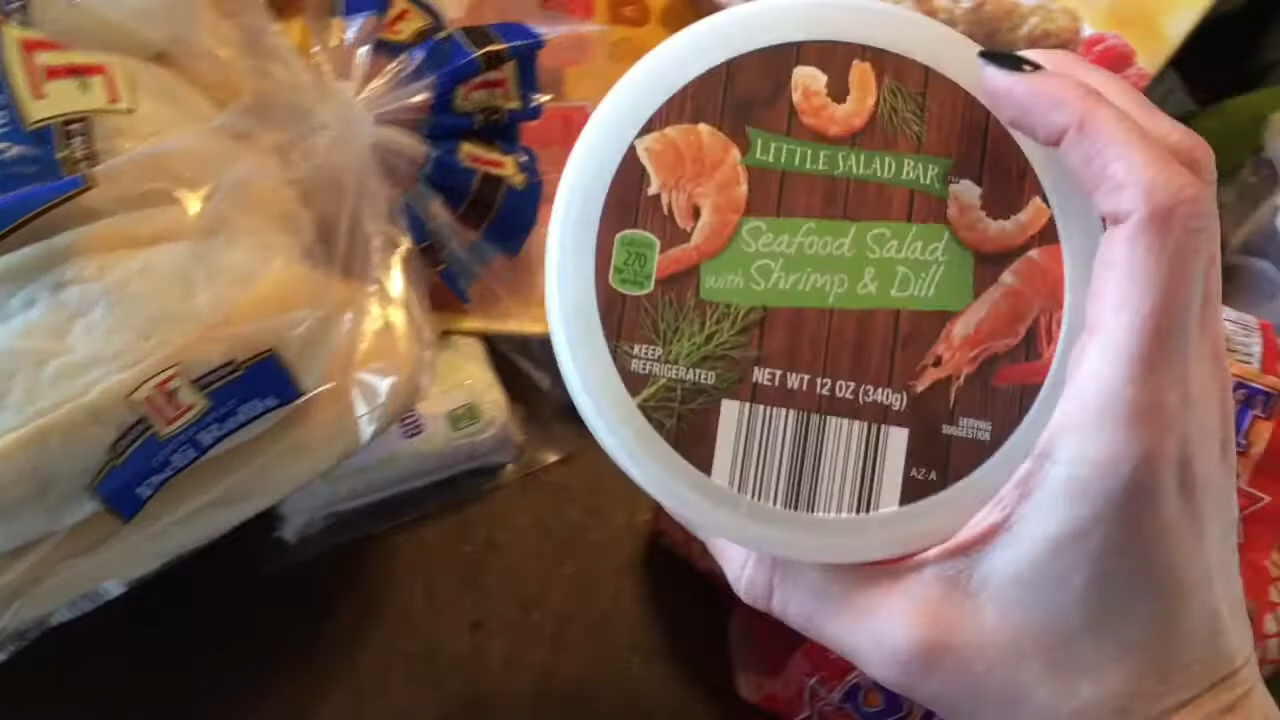 LITTLE SALAD BAR
Seafood Salad
with Shrimp & Dill
270
KEEP
REFRIGERATED
NET WT 12 OZ (340g)
SERVING
SUGGESTION
AZ-A